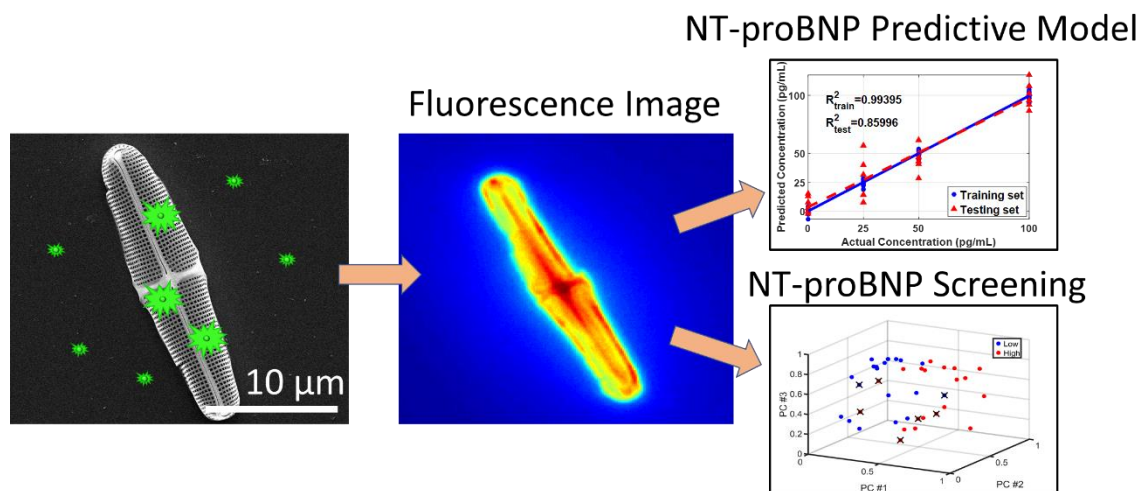 NT-proBNP Predictive Model
Fluorescence Image
10 μm
Predicted Concentration (pg/mL)
100
50
25
0
R²train=0.99395
R²test=0.85996
Training set
Testing set
0
25
50
100
Actual Concentration (pg/mL)
NT-proBNP Screening
Low
High
PC #3
1
0.8
0.6
0.4
0.2
0
0
0.5
1
PC #1
0
0.5
1
PC #2